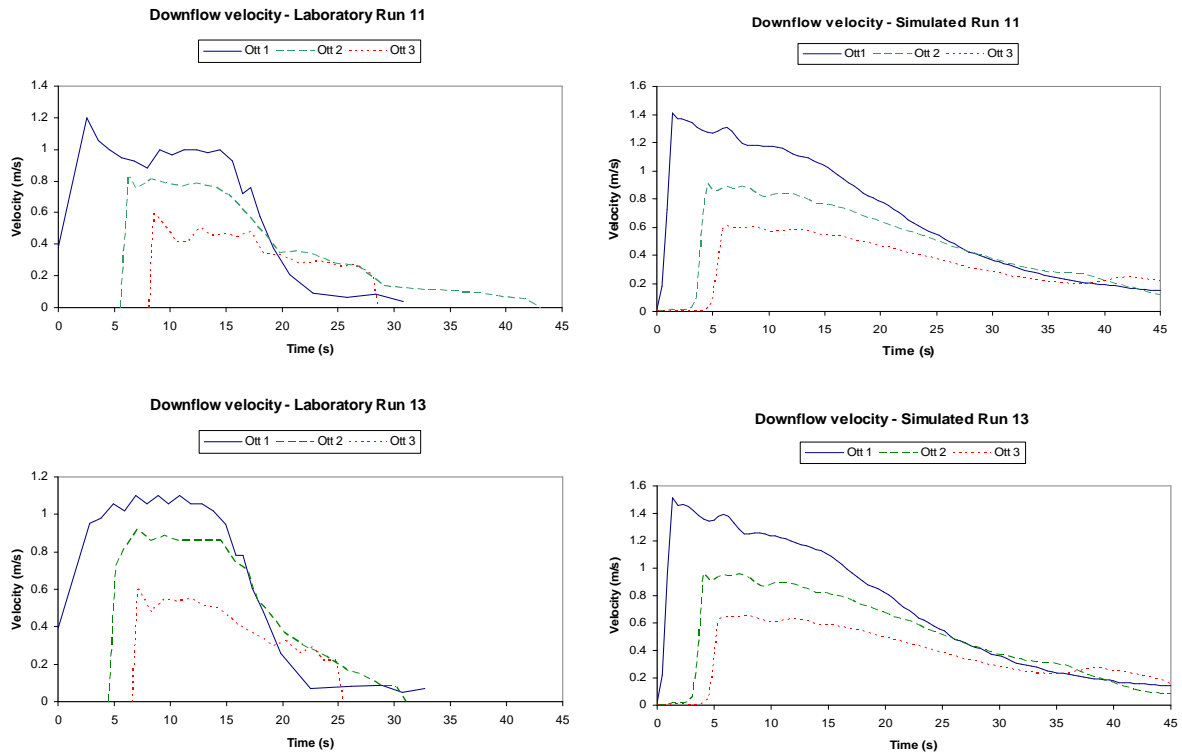 Downflow velocity - Laboratory Run 11
Ott 1 Ott 2 Ott 3
1.4
1.2
1
0.8
0.6
0.4
0.2
0
Velocity (m/s)
0 5 10 15 20 25 30 35 40 45
Time (s)
Downflow velocity - Simulated Run 11
Ott1 Ott 2 Ott 3
1.6
1.4
1.2
1
0.8
0.6
0.4
0.2
0
Velocity (m/s)
0 5 10 15 20 25 30 35 40 45
Time (s)
Downflow velocity - Laboratory Run 13
Ott 1 Ott 2 Ott 3
1.2
1
0.8
0.6
0.4
0.2
0
Velocity (m/s)
0 5 10 15 20 25 30 35 40 45
Time (s)
Downflow velocity - Simulated Run 13
Ott 1 Ott 2 Ott 3
1.6
1.4
1.2
1
0.8
0.6
0.4
0.2
0
Velocity (m/s)
0 5 10 15 20 25 30 35 40 45
Time (s)